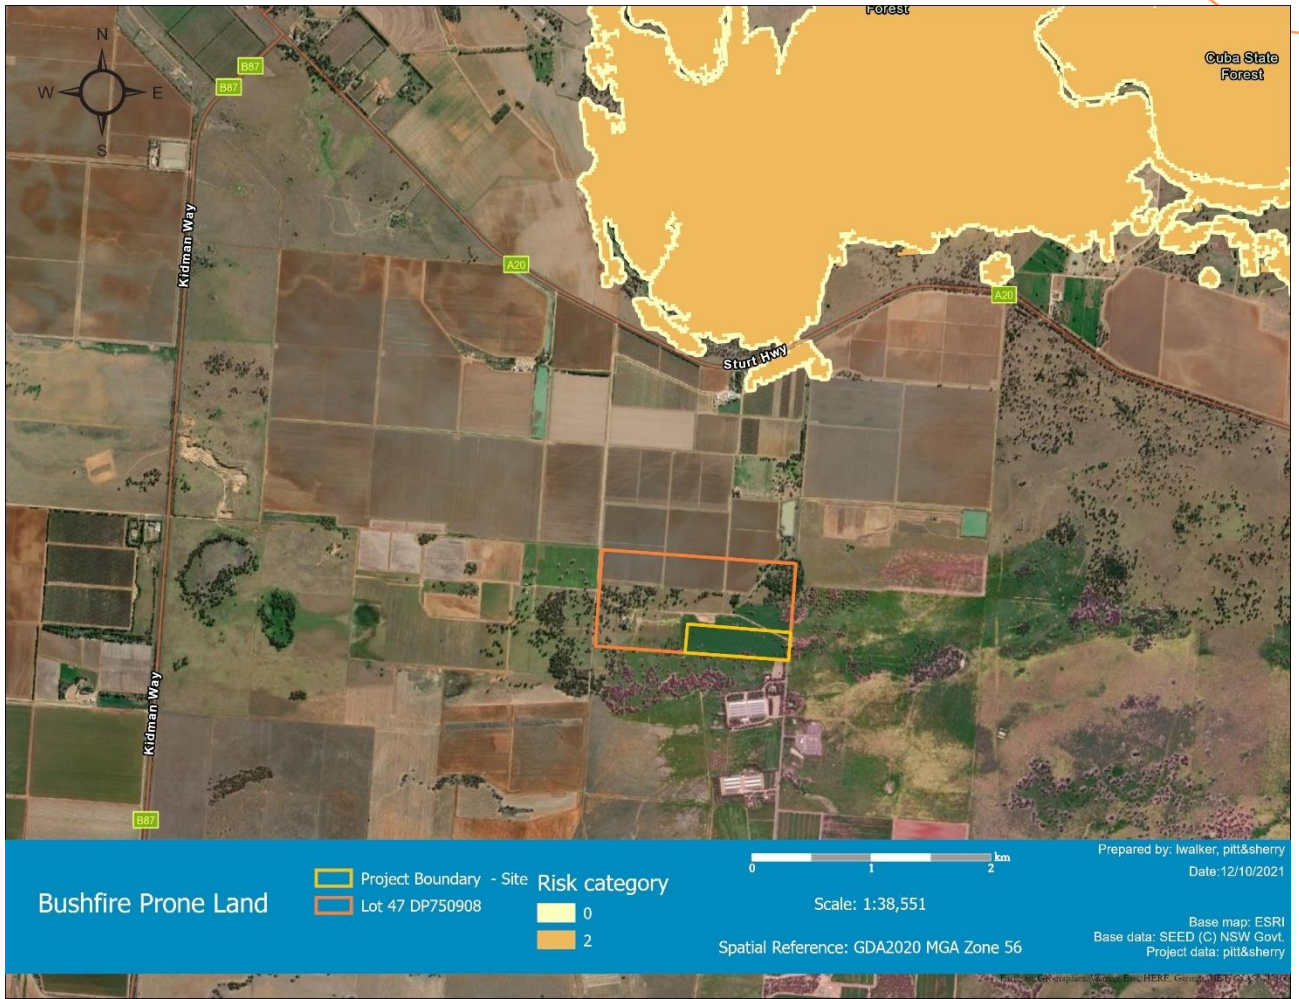 Forest
Cuba State
Forest
N
W
E
S
B87
B87
Kidman Way
A20
A20
Sturt Hwy
Kidman Way
B87
Bushfire Prone Land
Project Boundary - Site
Lot 47 DP750908
Risk category
0
2
km
0 1 2
Scale: 1:38,551
Spatial Reference: GDA2020 MGA Zone 56
Prepared by: lwalker, pitt&sherry
Date:12/10/2021
Base map: ESRI
Base data: SEED (C) NSW Govt.
Project data: pitt&sherry
HERE, Garmin,